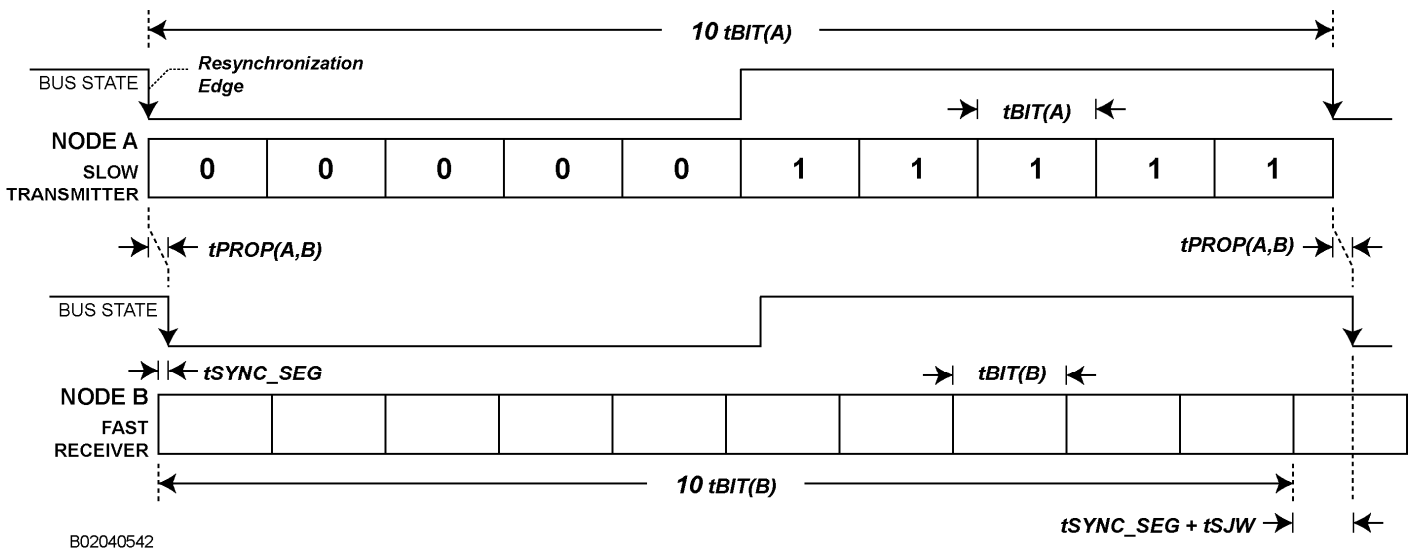 10 tBIT(A)
BUS STATE
Resynchronization
Edge
tBIT(A)
NODE A
SLOW
TRANSMITTER
0 0 0 0 0 1 1 1 1 1
tPROP(A,B)
tPROP(A,B)
BUS STATE
tSYNC_SEG
tBIT(B)
NODE B
FAST
RECEIVER
10 tBIT(B)
tSYNC_SEG + tSJW
B02040542